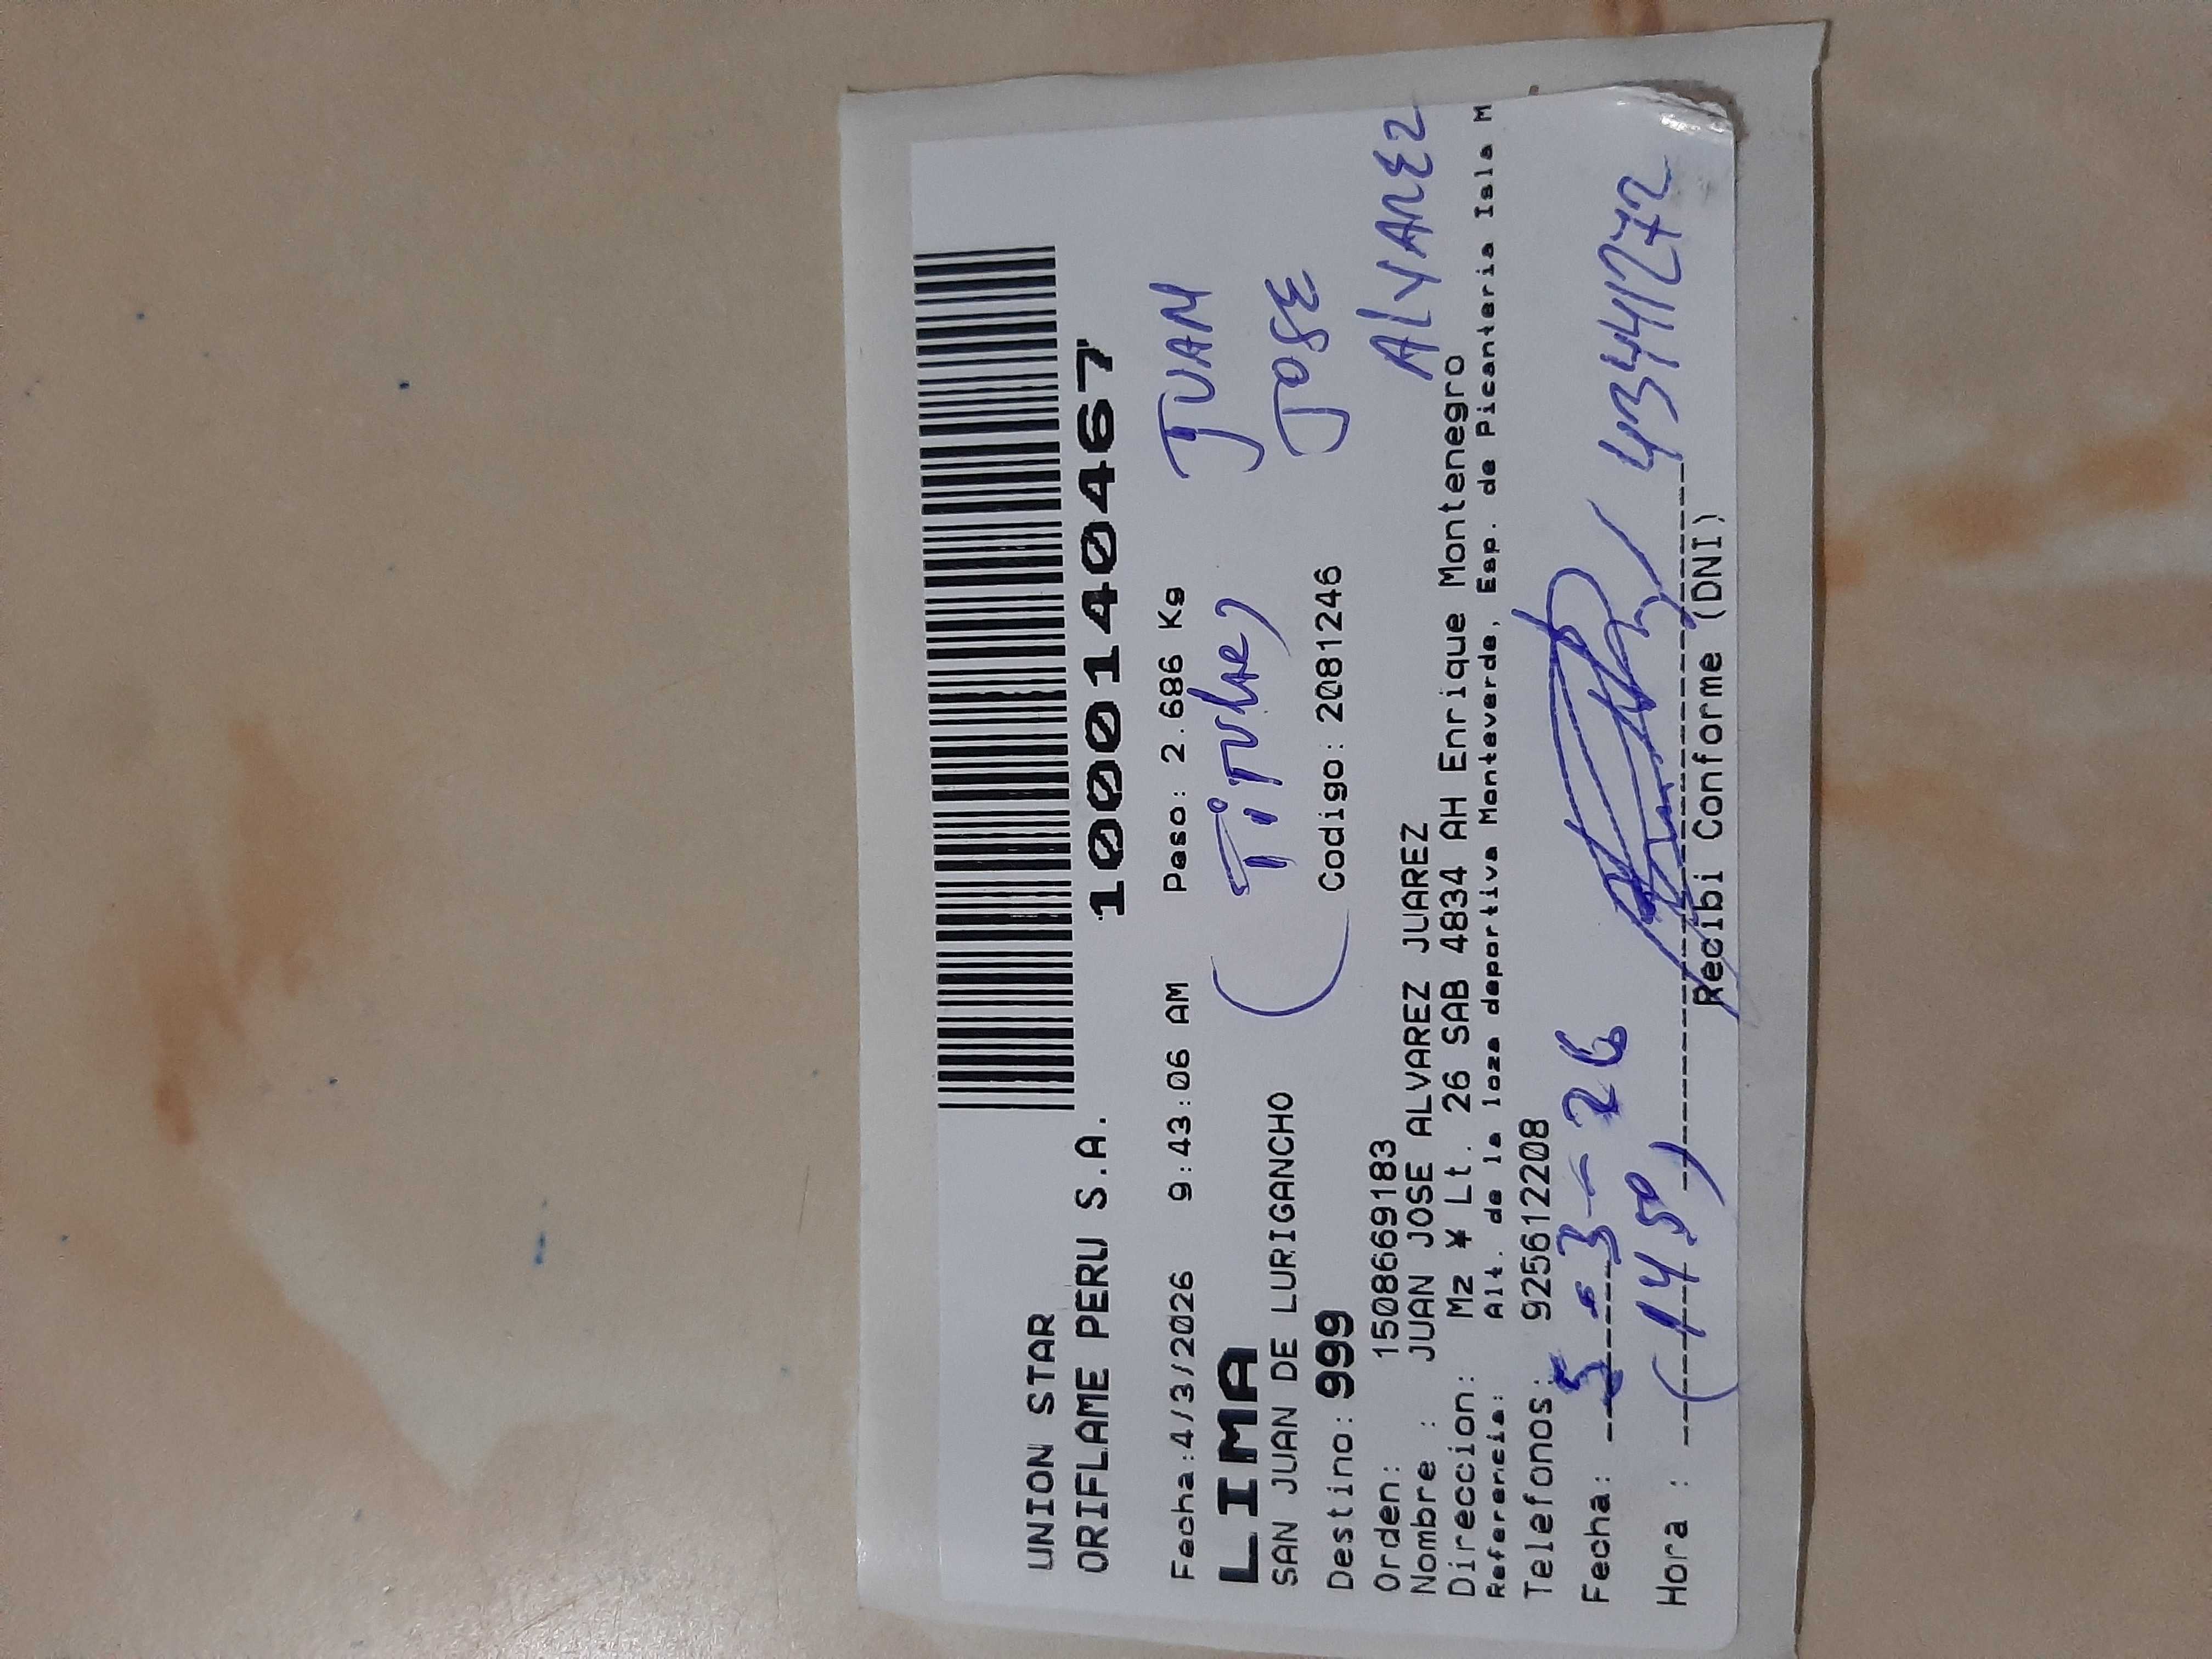 UNION STAR
ORIFLAME PERU S.A.
1000140467
Fecha:4/3/2026 9:43:06 AM Peso: 2.686 Kg
JUAN
LIMA
(TiTULAR)
JOSE
SAN JUAN DE LURIGANCHO
Destino: 999 Codigo: 2081246
ALVAREZ
Orden: 1508669183
Nombre : JUAN JOSE ALVAREZ JUAREZ
Direccion: Mz ¥ Lt. 26 SAB 4834 AH Enrique Montenegro
Referencia: Alt. de la loza deportiva Monteverde, Esp. de Picanteria Isla M
Telefonos: 925612208
Fecha: 5-3-26
Hora : (14 50) 43441272
Recibi Conforme (DNI)